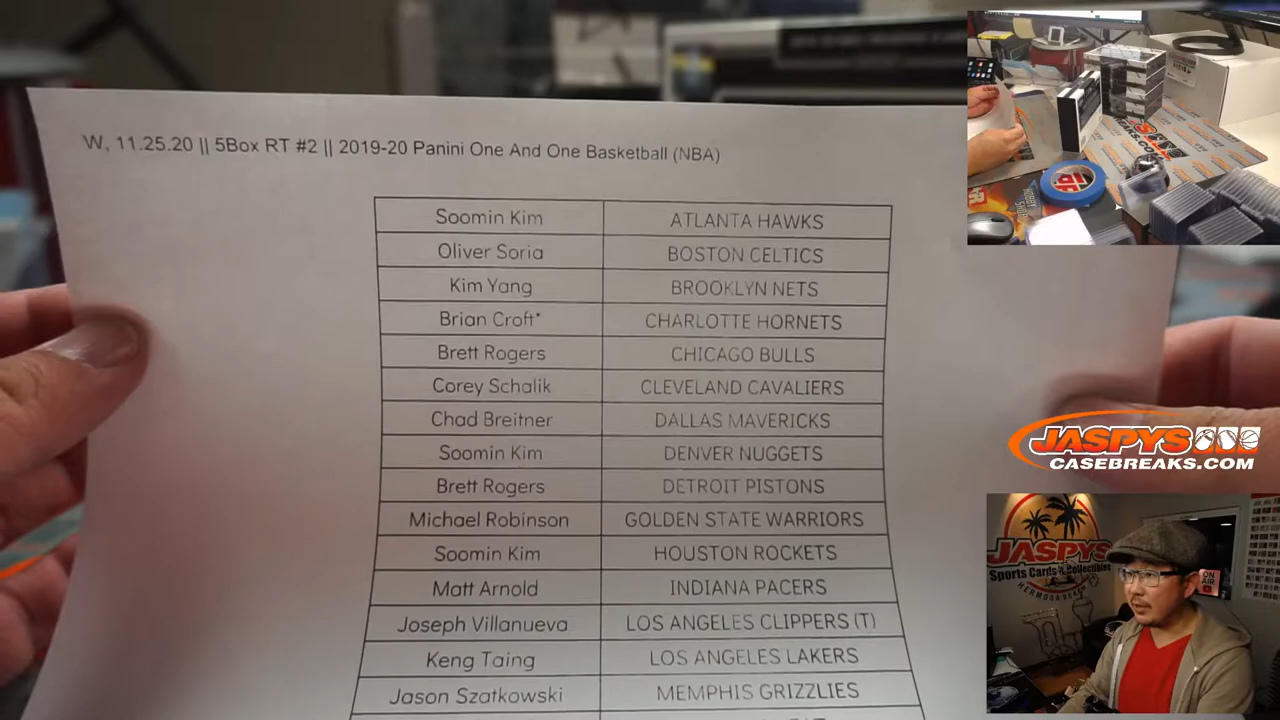 W, 11.25.20 || 5Box RT #2 || 2019-20 Panini One And One Basketball (NBA)
Soomin Kim ATLANTA HAWKS
Oliver Soria BOSTON CELTICS
Kim Yang BROOKLYN NETS
Brian Croft* CHARLOTTE HORNETS
Brett Rogers CHICAGO BULLS
Corey Schalik CLEVELAND CAVALIERS
Chad Breitner DALLAS MAVERICKS
Soomin Kim DENVER NUGGETS
Brett Rogers DETROIT PISTONS
Michael Robinson GOLDEN STATE WARRIORS
Soomin Kim HOUSTON ROCKETS
Matt Arnold INDIANA PACERS
Joseph Villanueva LOS ANGELES CLIPPERS (T)
Keng Taing LOS ANGELES LAKERS
Jason Szatkowski MEMPHIS GRIZZLIES
JASPYS
CASEBREAKS.COM
JASPYS
Sports Cards & Collectibles
HERMOSA BEACH
ON AIR